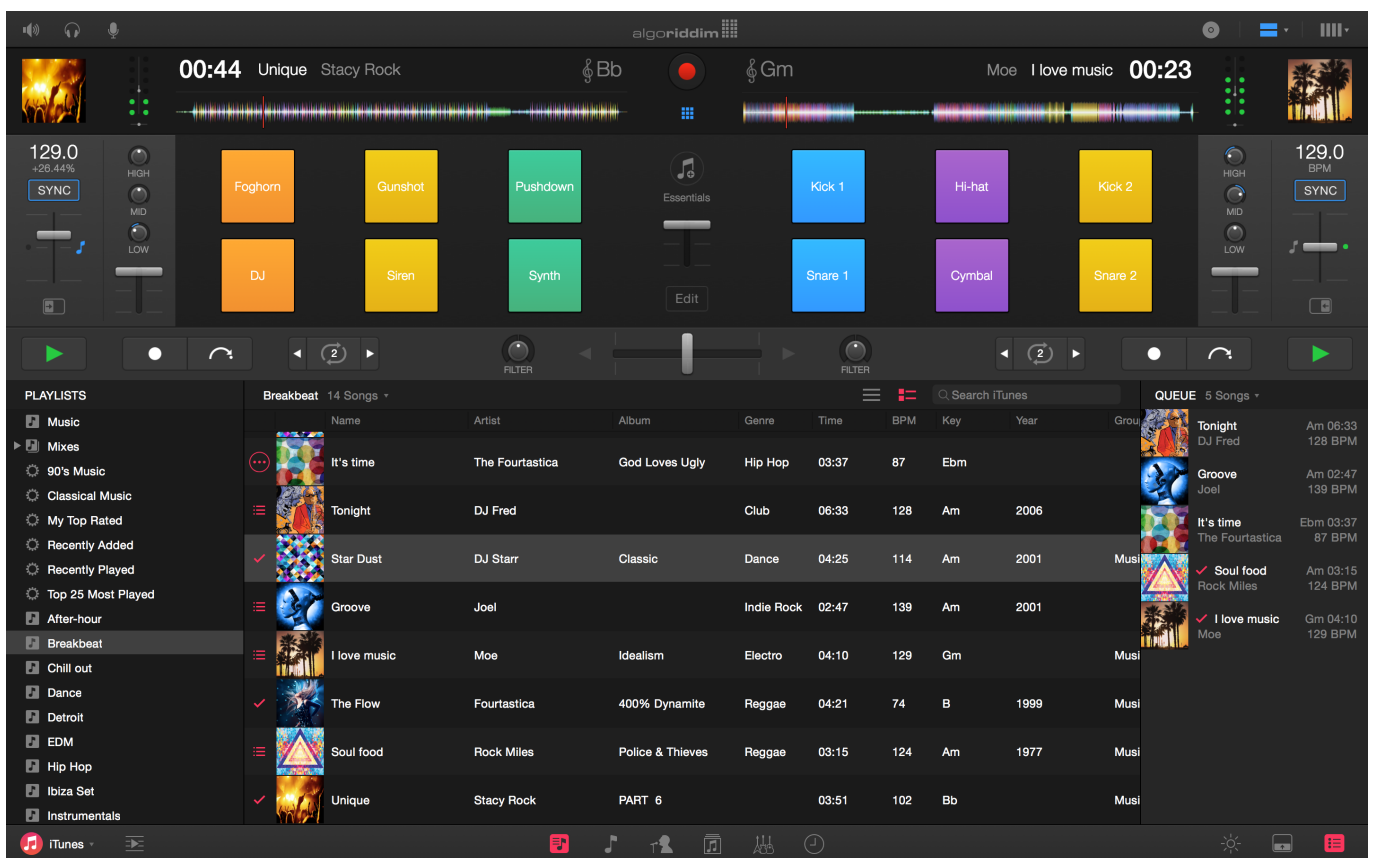 algoriddim
00:44 Unique Stacy Rock Bb Gm Moe I love music 00:23
129.0
+26.44%
SYNC
HIGH
MID
LOW
Foghorn Gunshot Pushdown
Essentials
Kick 1 Hi-hat Kick 2
DJ Siren Synth
Edit
Snare 1 Cymbal Snare 2
HIGH
MID
LOW
129.0
BPM
SYNC
2
FILTER
FILTER
2
PLAYLISTS
Music
Mixes
90's Music
Classical Music
My Top Rated
Recently Added
Recently Played
Top 25 Most Played
After-hour
Breakbeat
Chill out
Dance
Detroit
EDM
Hip Hop
Ibiza Set
Instrumentals
Breakbeat 14 Songs
Search iTunes
Name Artist Album Genre Time BPM Key Year Grou
It's time The Fourtastica God Loves Ugly Hip Hop 03:37 87 Ebm
Tonight DJ Fred Club 06:33 128 Am 2006
Star Dust DJ Starr Classic Dance 04:25 114 Am 2001 Musi
Groove Joel Indie Rock 02:47 139 Am 2001
I love music Moe Idealism Electro 04:10 129 Gm Musi
The Flow Fourtastica 400% Dynamite Reggae 04:21 74 B 1999 Musi
Soul food Rock Miles Police & Thieves Reggae 03:15 124 Am 1977 Musi
Unique Stacy Rock PART 6 03:51 102 Bb Musi
QUEUE 5 Songs
Tonight Am 06:33
DJ Fred 128 BPM
Groove Am 02:47
Joel 139 BPM
It's time Ebm 03:37
The Fourtastica 87 BPM
Soul food Am 03:15
Rock Miles 124 BPM
I love music Gm 04:10
Moe 129 BPM
iTunes